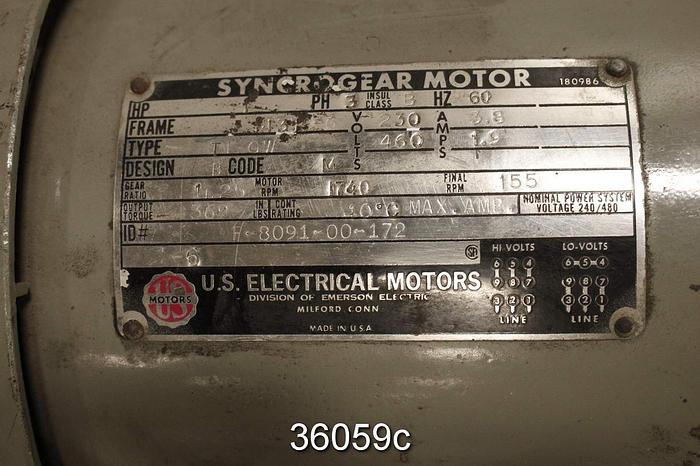 SYNCROGEAR MOTOR 180986
HP PH 3 INSUL CLASS B HZ 60
FRAME VOLTS 230 AMPS 3.8
TYPE 460 1.9
DESIGN B CODE M
GEAR RATIO MOTOR RPM 1740 FINAL RPM 155
OUTPUT TORQUE IN LBS CONT RATING 40°C MAX. AMB. NOMINAL POWER SYSTEM VOLTAGE 240/480
ID# F-8091-00-172
6
HI VOLTS LO-VOLTS
6 5 4 6 5 4
9 8 7 9 8 7
3 2 1 3 2 1
LINE LINE
US MOTORS
U.S. ELECTRICAL MOTORS
DIVISION OF EMERSON ELECTRIC
MILFORD CONN
MADE IN U.S.A.
36059c